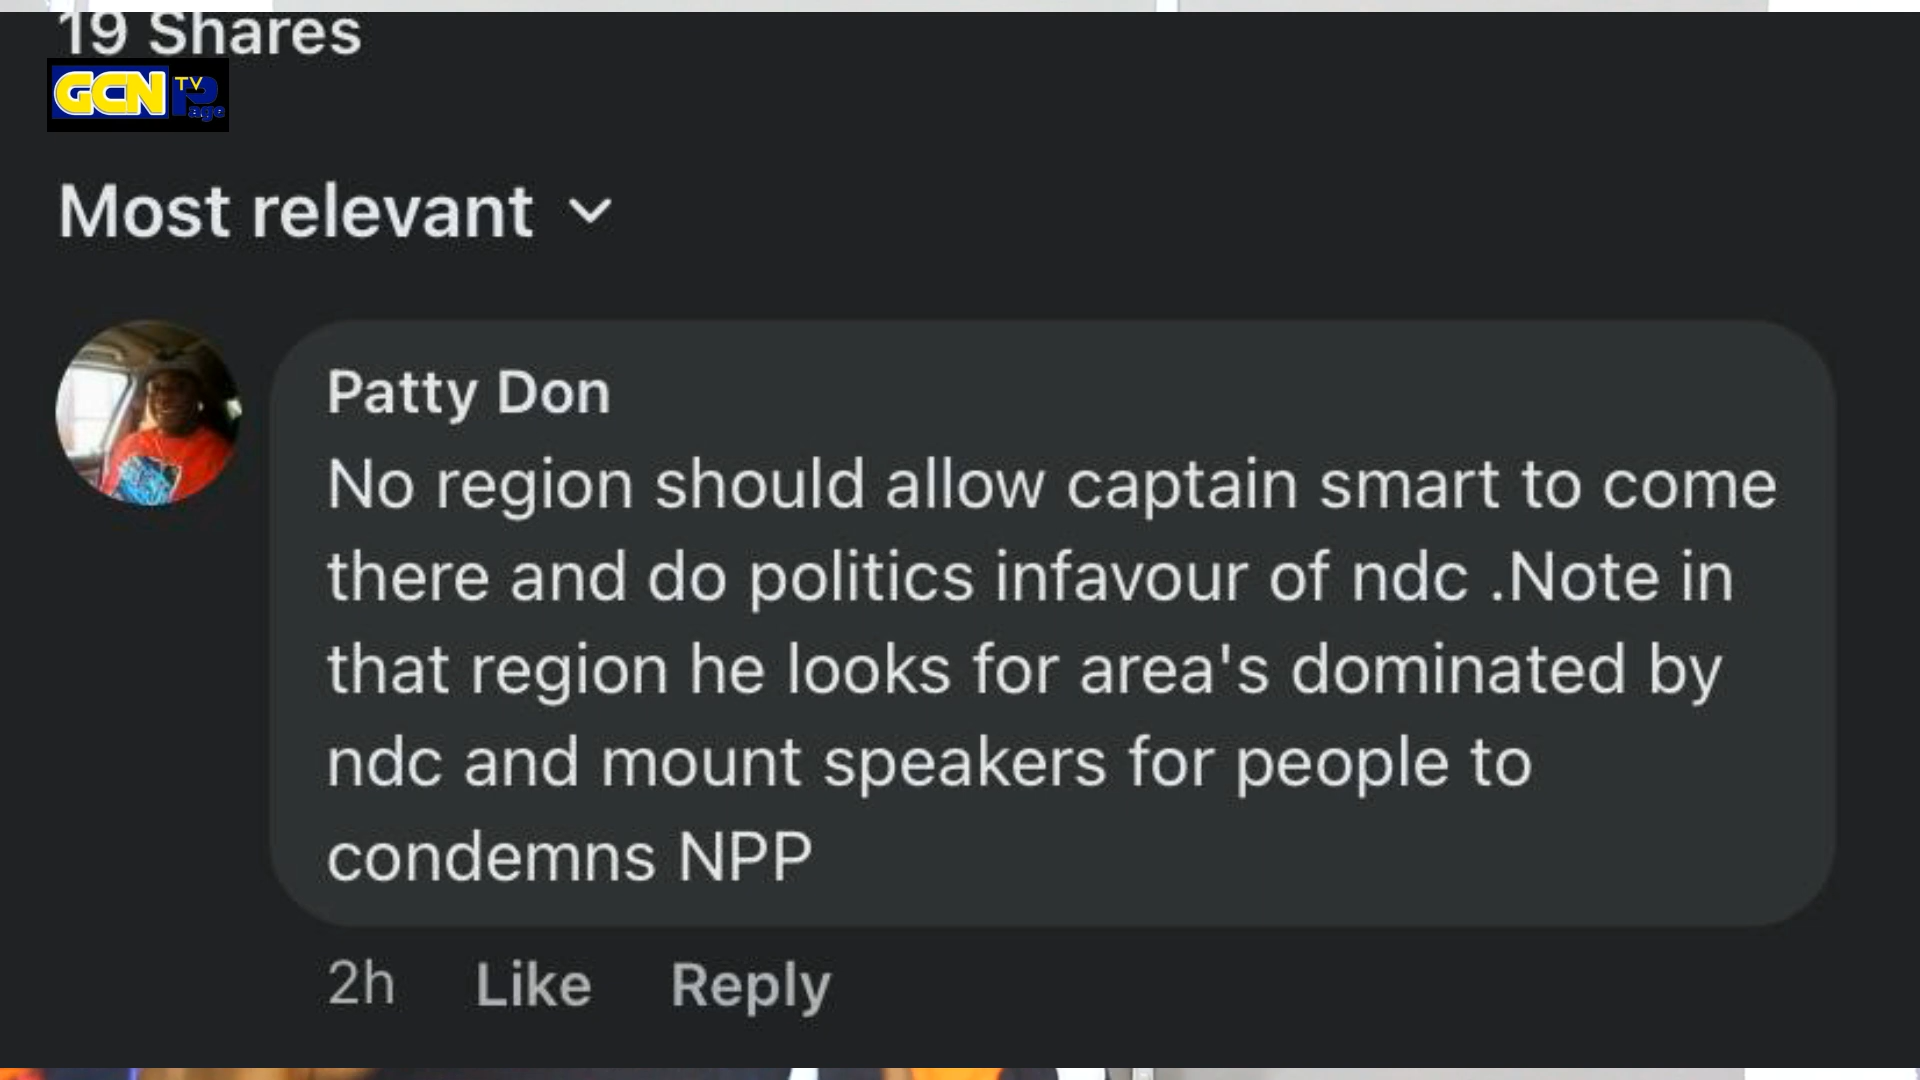 19 Shares
GCN TV Page
Most relevant
Patty Don
No region should allow captain smart to come
there and do politics infavour of ndc .Note in
that region he looks for area's dominated by
ndc and mount speakers for people to
condemns NPP
2h Like Reply